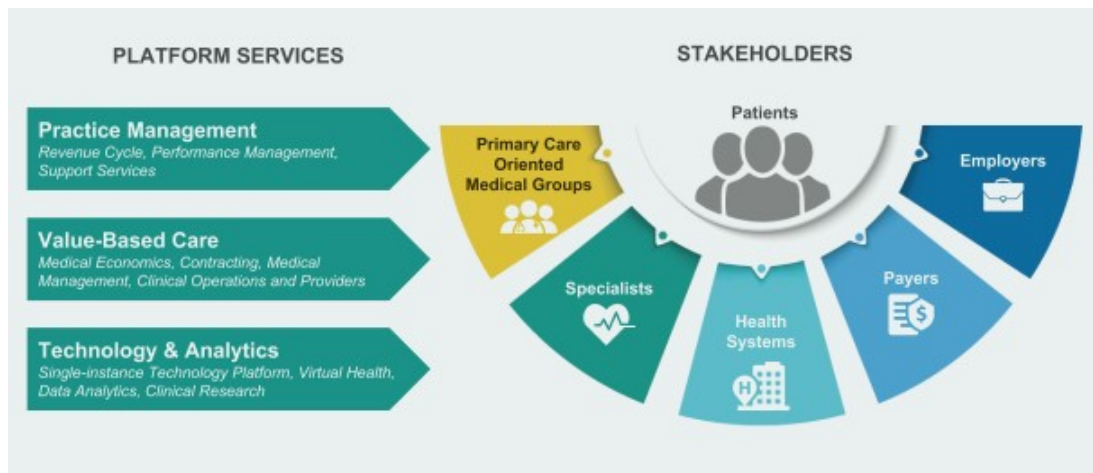 PLATFORM SERVICES
Practice Management
Revenue Cycle, Performance Management,
Support Services
Value-Based Care
Medical Economics, Contracting, Medical
Management, Clinical Operations and Providers
Technology & Analytics
Single-instance Technology Platform, Virtual Health,
Data Analytics, Clinical Research
STAKEHOLDERS
Patients
Primary Care
Oriented
Medical Groups
Specialists
Health
Systems
H
Payers
$
Employers